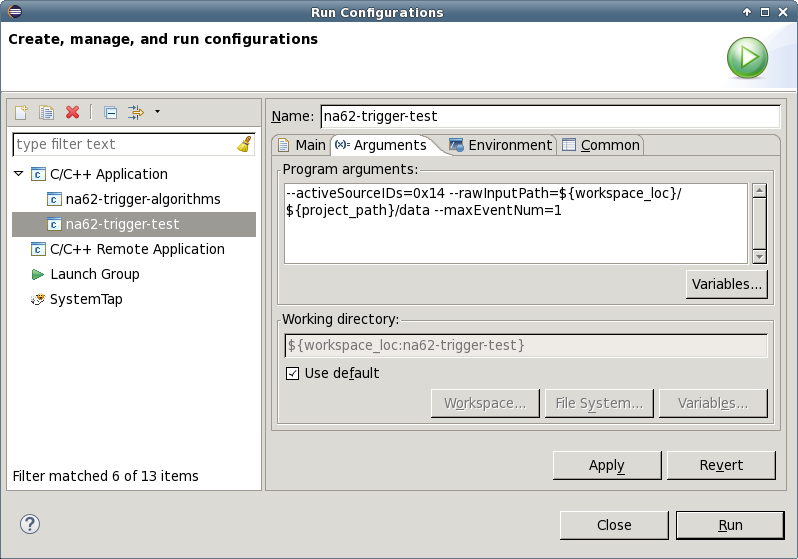 Run Configurations
Create, manage, and run configurations
type filter text
C/C++ Application
na62-trigger-algorithms
na62-trigger-test
C/C++ Remote Application
Launch Group
SystemTap
Filter matched 6 of 13 items
Name: na62-trigger-test
Main (x)= Arguments Environment Common
Program arguments:
--activeSourceIDs=0x14 --rawInputPath=${workspace_loc}/
${project_path}/data --maxEventNum=1
Variables...
Working directory:
${workspace_loc:na62-trigger-test}
Use default
Workspace... File System... Variables...
Apply Revert
Close Run